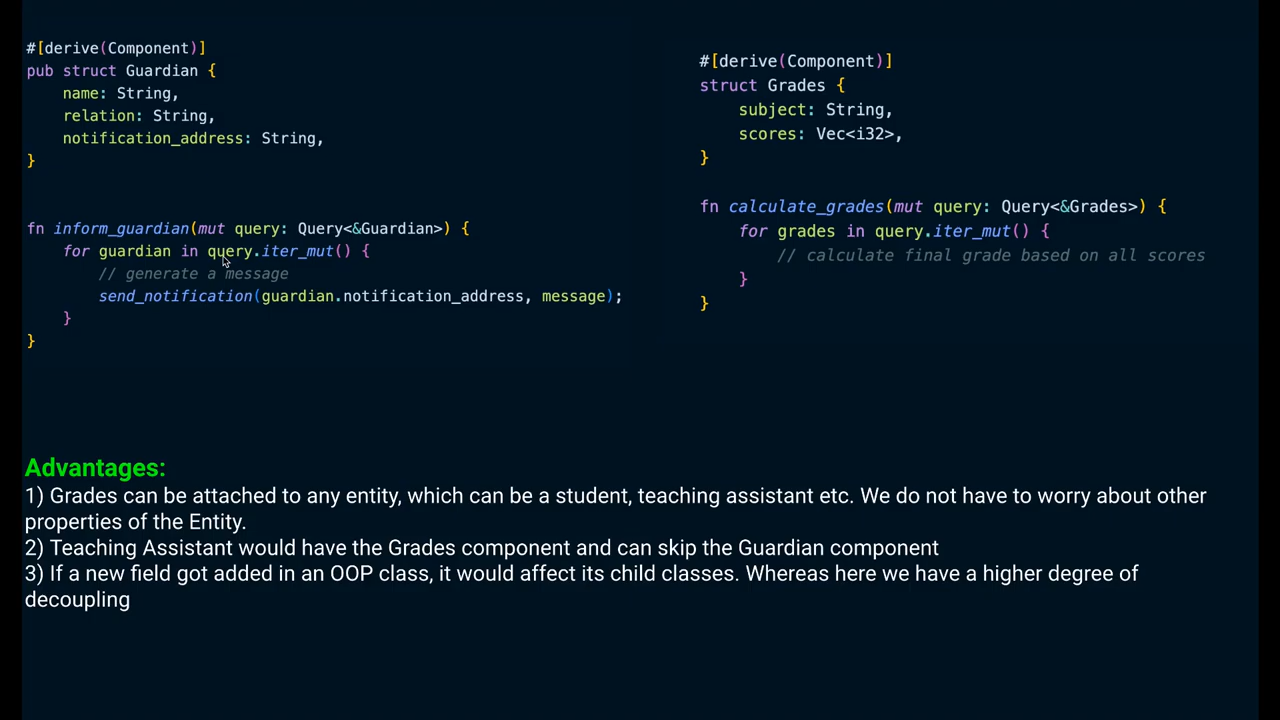 #[derive(Component)]
pub struct Guardian {
    name: String,
    relation: String,
    notification_address: String,
}
fn inform_guardian(mut query: Query<&Guardian>) {
    for guardian in query.iter_mut() {
        // generate a message
        send_notification(guardian.notification_address, message);
    }
}
#[derive(Component)]
struct Grades {
    subject: String,
    scores: Vec<i32>,
}
fn calculate_grades(mut query: Query<&Grades>) {
    for grades in query.iter_mut() {
        // calculate final grade based on all scores
    }
}
Advantages:
1) Grades can be attached to any entity, which can be a student, teaching assistant etc. We do not have to worry about other
properties of the Entity.
2) Teaching Assistant would have the Grades component and can skip the Guardian component
3) If a new field got added in an OOP class, it would affect its child classes. Whereas here we have a higher degree of
decoupling